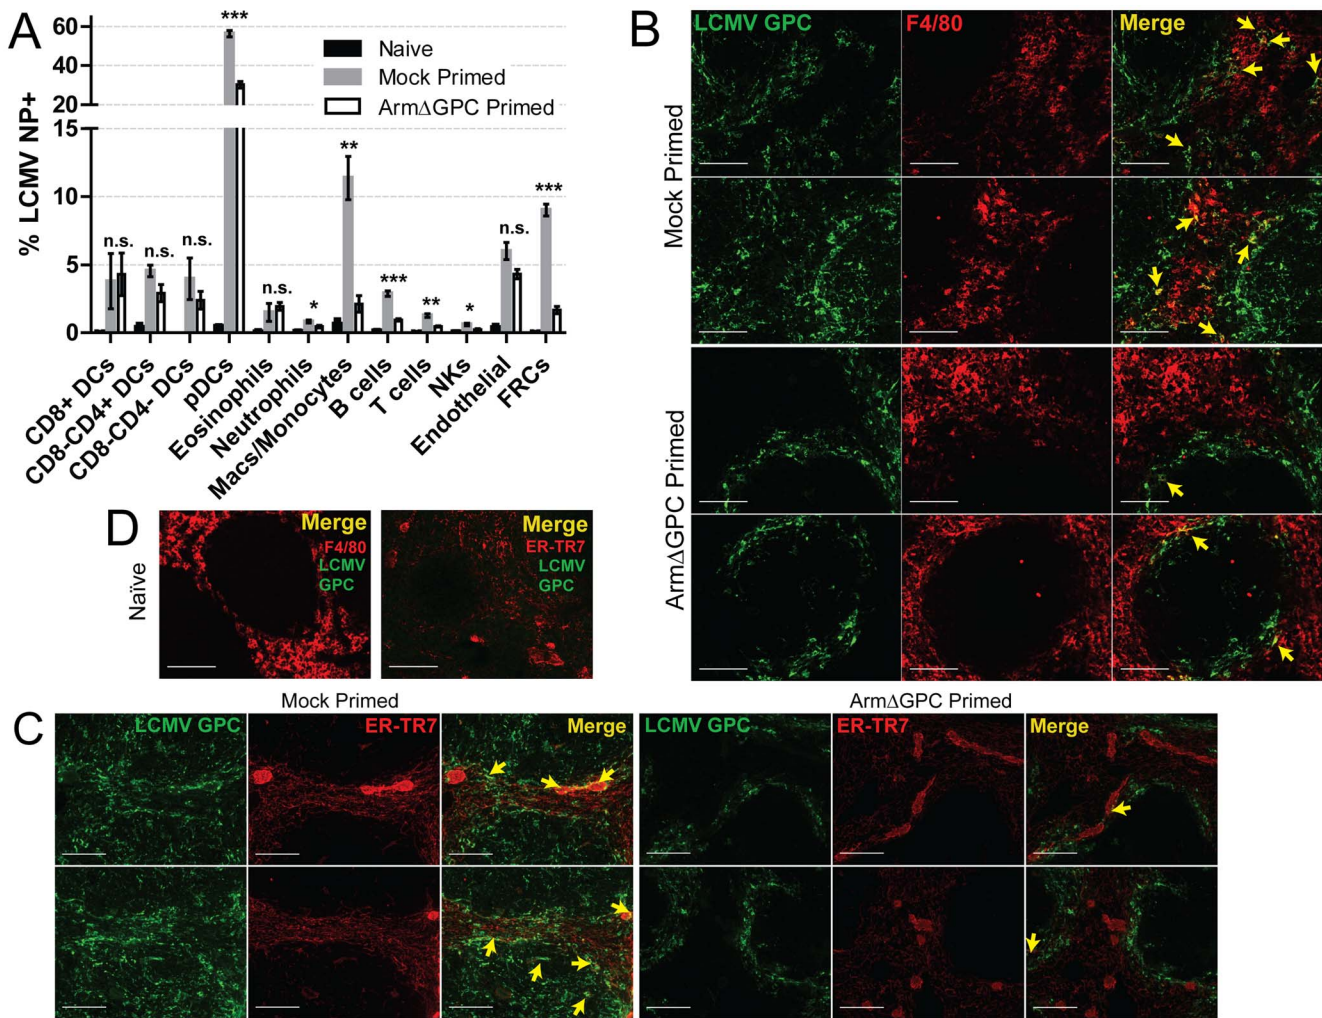 A
% LCMV NP+
60
40
20
15
10
5
0
Naive
Mock Primed
ArmΔGPC Primed
n.s.
n.s.
n.s.
***
n.s.
*
**
***
**
*
n.s.
***
CD8+ DCs
CD8-CD4+ DCs
CD8-CD4- DCs
pDCs
Eosinophils
Neutrophils
Macs/Monocytes
B cells
T cells
NKs
Endothelial
FRCs
B
LCMV GPC
F4/80
Merge
Mock Primed
ArmΔGPC Primed
D
Naïve
Merge
F4/80
LCMV
GPC
Merge
ER-TR7
LCMV
GPC
C
Mock Primed
LCMV GPC
ER-TR7
Merge
ArmΔGPC Primed
LCMV GPC
ER-TR7
Merge